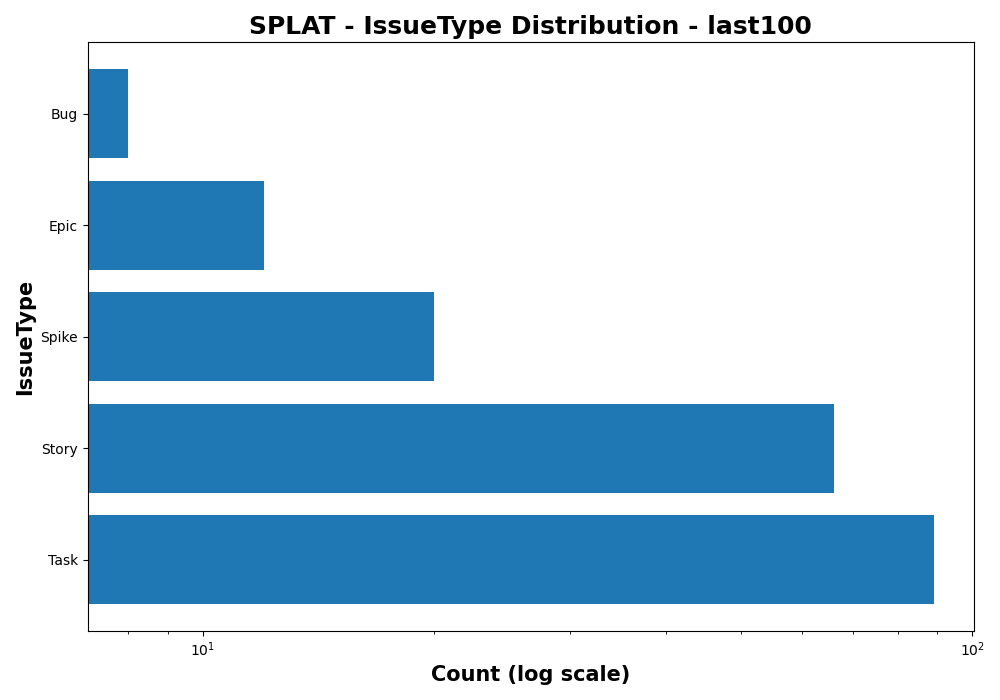 SPLAT - IssueType Distribution - last100
IssueType
Bug
Epic
Spike
Story
Task
10¹
10²
Count (log scale)